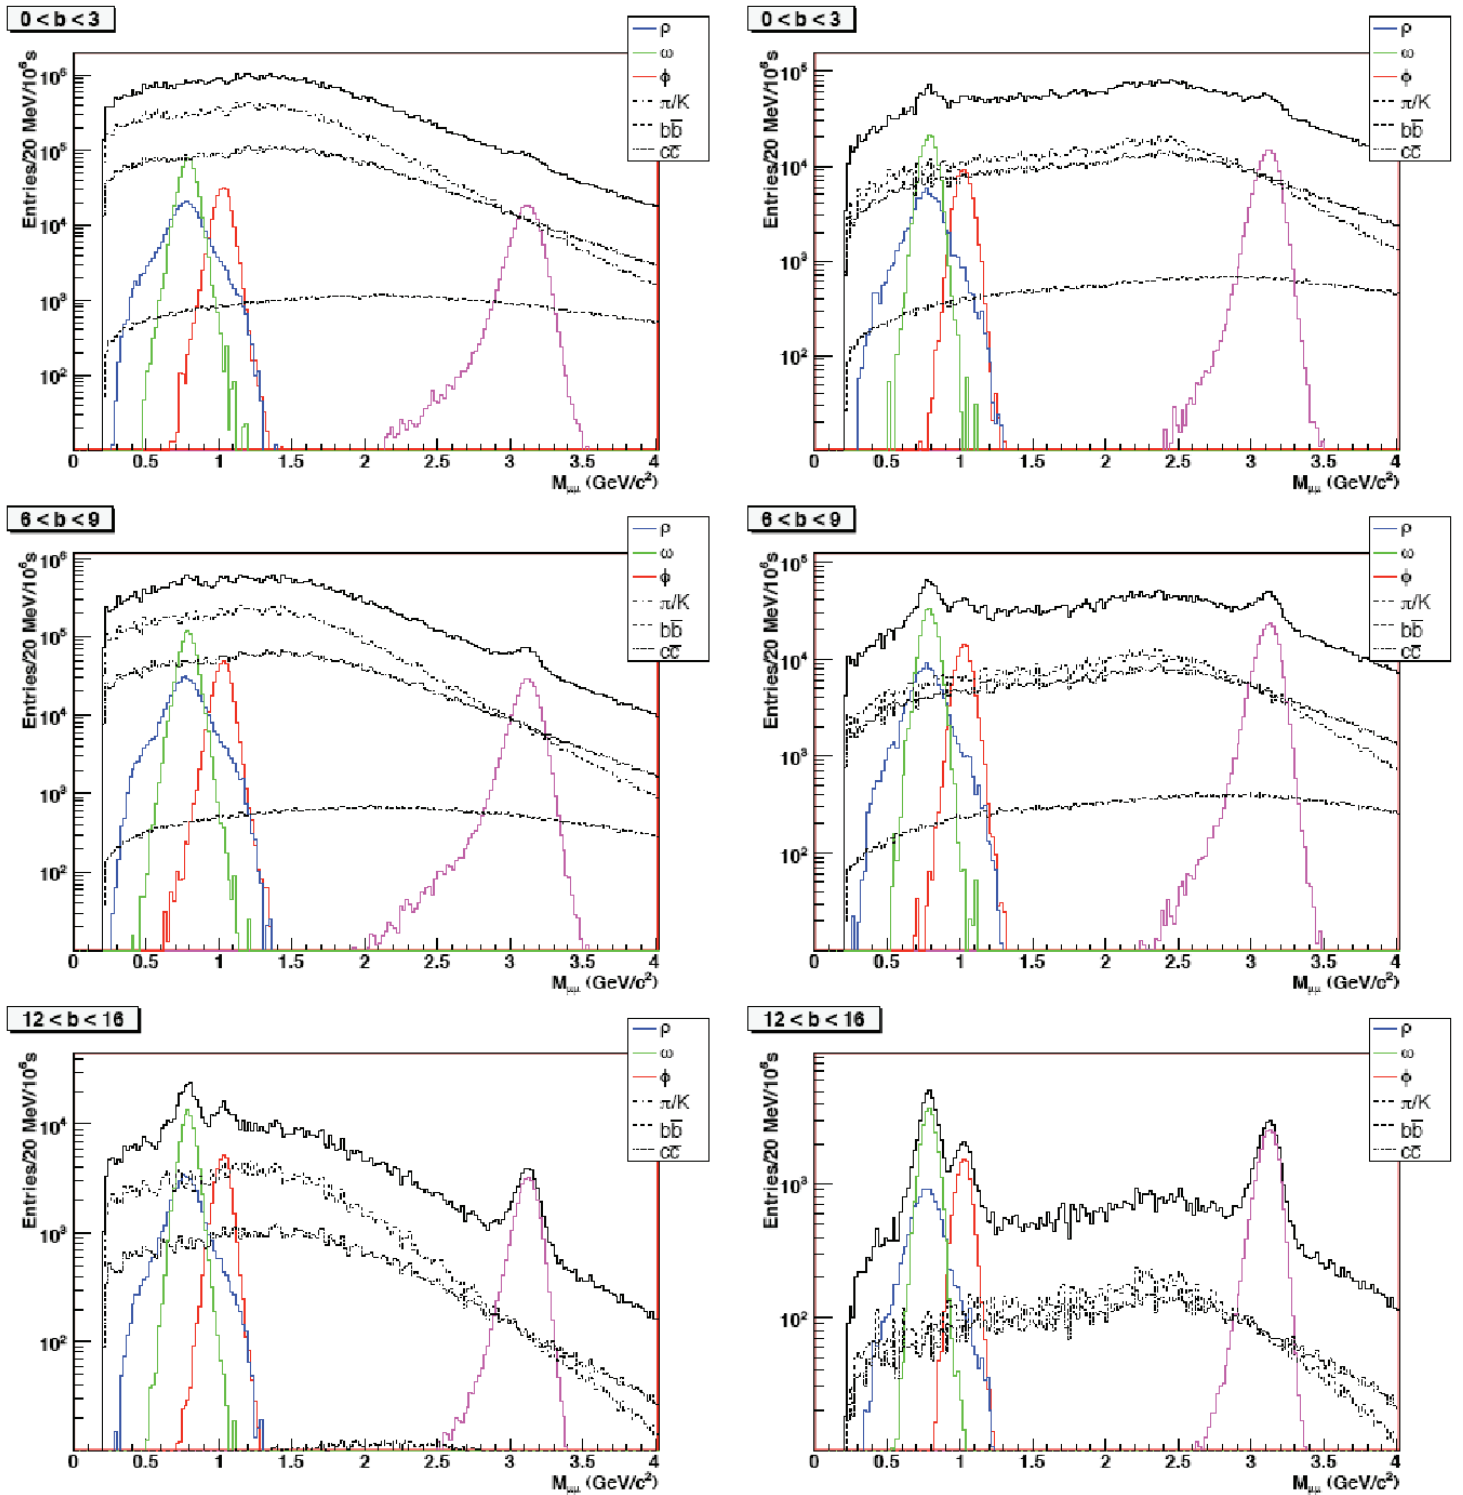 0 < b < 3
Entries/20 MeV/10⁶s
10⁶
10⁵
10⁴
10³
10²
0 0.5 1 1.5 2 2.5 3 3.5 4
M_μμ (GeV/c²)
ρ
ω
ϕ
π/K
bb̅
cc̅
0 < b < 3
Entries/20 MeV/10⁶s
10⁵
10⁴
10³
10²
0 0.5 1 1.5 2 2.5 3 3.5 4
M_μμ (GeV/c²)
ρ
ω
ϕ
π/K
bb̅
cc̅
6 < b < 9
Entries/20 MeV/10⁶s
10⁶
10⁵
10⁴
10³
10²
0 0.5 1 1.5 2 2.5 3 3.5 4
M_μμ (GeV/c²)
ρ
ω
ϕ
π/K
bb̅
cc̅
6 < b < 9
Entries/20 MeV/10⁶s
10⁵
10⁴
10³
10²
0 0.5 1 1.5 2 2.5 3 3.5 4
M_μμ (GeV/c²)
ρ
ω
ϕ
π/K
bb̅
cc̅
12 < b < 16
Entries/20 MeV/10⁶s
10⁴
10³
10²
0 0.5 1 1.5 2 2.5 3 3.5 4
M_μμ (GeV/c²)
ρ
ω
ϕ
π/K
bb̅
cc̅
12 < b < 16
Entries/20 MeV/10⁶s
10³
10²
0 0.5 1 1.5 2 2.5 3 3.5 4
M_μμ (GeV/c²)
ρ
ω
ϕ
π/K
bb̅
cc̅